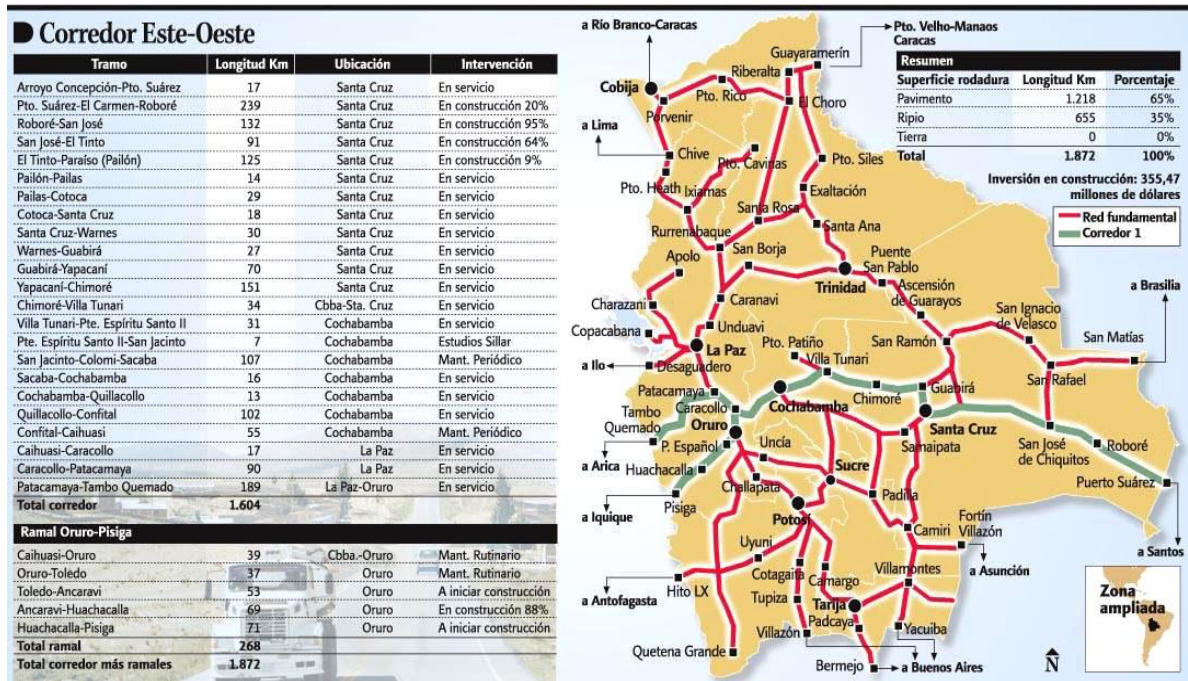 Corredor Este-Oeste
Tramo Longitud Km Ubicación Intervención
Arroyo Concepción-Pto. Suárez 17 Santa Cruz En servicio
Pto. Suárez-El Carmen-Roboré 239 Santa Cruz En construcción 20%
Roboré-San José 132 Santa Cruz En construcción 95%
San José-El Tinto 91 Santa Cruz En construcción 64%
El Tinto-Paraíso (Pailón) 125 Santa Cruz En construcción 9%
Pailón-Pailas 14 Santa Cruz En servicio
Pailas-Cotoca 29 Santa Cruz En servicio
Cotoca-Santa Cruz 18 Santa Cruz En servicio
Santa Cruz-Warnes 30 Santa Cruz En servicio
Warnes-Guabirá 27 Santa Cruz En servicio
Guabirá-Yapacaní 70 Santa Cruz En servicio
Yapacaní-Chimoré 151 Santa Cruz En servicio
Chimoré-Villa Tunari 34 Cbba-Sta. Cruz En servicio
Villa Tunari-Pte. Espíritu Santo II 31 Cochabamba En servicio
Pte. Espíritu Santo II-San Jacinto 7 Cochabamba Estudios Sillar
San Jacinto-Colomi-Sacaba 107 Cochabamba Mant. Periódico
Sacaba-Cochabamba 16 Cochabamba En servicio
Cochabamba-Quillacollo 13 Cochabamba En servicio
Quillacollo-Confital 102 Cochabamba En servicio
Confital-Caihuasi 55 Cochabamba Mant. Periódico
Caihuasi-Caracollo 17 La Paz En servicio
Caracollo-Patacamaya 90 La Paz En servicio
Patacamaya-Tambo Quemado 189 La Paz-Oruro En servicio
Total corredor 1.604
Ramal Oruro-Pisiga
Caihuasi-Oruro 39 Cbba.-Oruro Mant. Rutinario
Oruro-Toledo 37 Oruro Mant. Rutinario
Toledo-Ancaravi 53 Oruro A iniciar construcción
Ancaravi-Huachacalla 69 Oruro En construcción 88%
Huachacalla-Pisiga 71 Oruro A iniciar construcción
Total ramal 268
Total corredor más ramales 1.872
a Río Branco-Caracas
Pto. Velho-Manaos
Caracas
Guayaramerín
Riberalta
Cobija
Pto. Rico
El Choro
Porvenir
a Lima
Chive
Pto. Cavinas
Pto. Siles
Pto. Heath
Ixiamas
Exaltación
Santa Rosa
Santa Ana
Rurrenabaque
San Borja
Apolo
Puente
San Pablo
Trinidad
Ascensión
de Guarayos
a Brasilia
Charazani
Caranavi
San Ignacio
de Velasco
Copacabana
Unduavi
San Matías
La Paz
Pto. Patiño
Villa Tunari
San Ramón
a Ilo
Desaguadero
San Rafael
Patacamaya
Chimoré
Guabirá
Caracollo
Cochabamba
Tambo
Quemado
Oruro
Santa Cruz
P. Español
Uncía
Samaipata
San José
de Chiquitos
Roboré
a Arica
Huachacalla
Sucre
Puerto Suárez
Challapata
Padilla
Pisiga
Potosí
Fortín
Villazón
a Iquique
Camiri
Uyuni
a Santos
Cotagaita
Camargo
Villamontes
a Asunción
a Antofagasta
Hito LX
Tupiza
Tarija
Padcaya
Villazón
Yacuiba
Quetena Grande
Bermejo
a Buenos Aires
N
Resumen
Superficie rodadura Longitud Km Porcentaje
Pavimento 1.218 65%
Ripio 655 35%
Tierra 0 0%
Total 1.872 100%
Inversión en construcción: 355,47
millones de dólares
Red fundamental
Corredor 1
Zona
ampliada